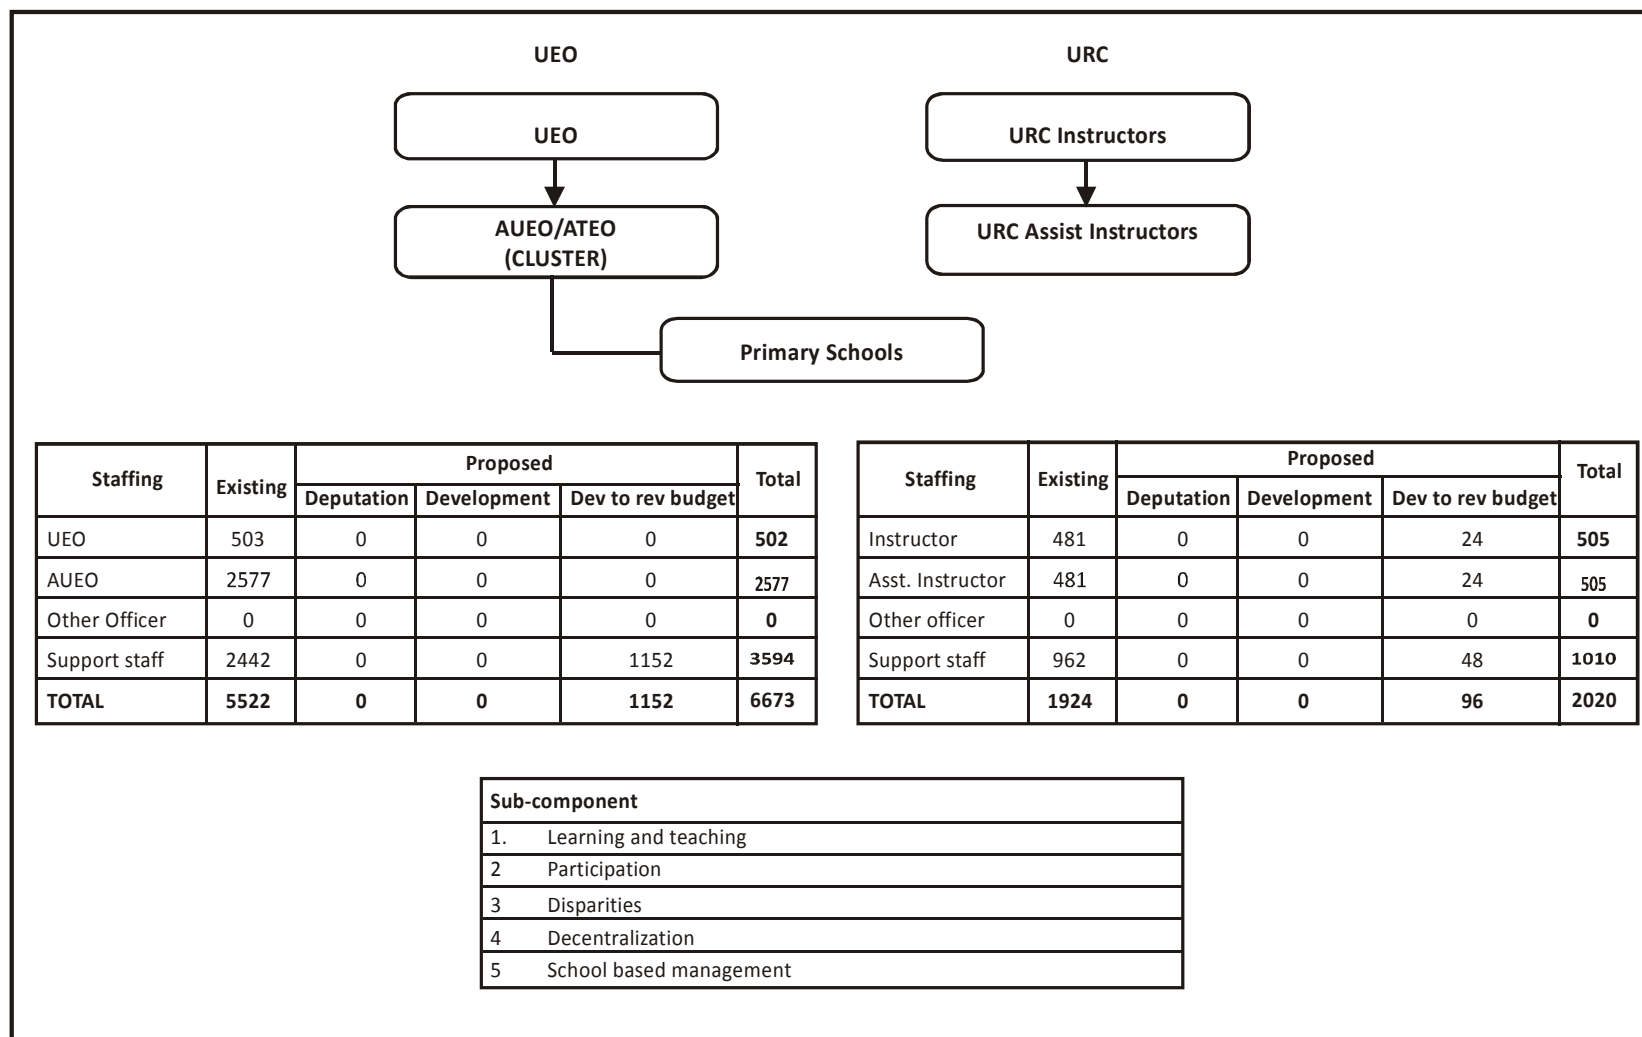 UEO
URC
UEO
URC Instructors
AUEO/ATEO
(CLUSTER)
URC Assist Instructors
Primary Schools
Staffing Existing Proposed Total
Deputation Development Dev to rev budget
UEO 503 0 0 0 502
AUEO 2577 0 0 0 2577
Other Officer 0 0 0 0 0
Support staff 2442 0 0 1152 3594
TOTAL 5522 0 0 1152 6673
Staffing Existing Proposed Total
Deputation Development Dev to rev budget
Instructor 481 0 0 24 505
Asst. Instructor 481 0 0 24 505
Other officer 0 0 0 0 0
Support staff 962 0 0 48 1010
TOTAL 1924 0 0 96 2020
Sub-component
1. Learning and teaching
2 Participation
3 Disparities
4 Decentralization
5 School based management